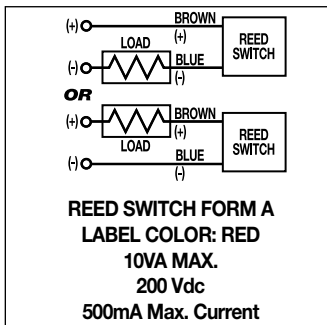 (+) BROWN
(+)
LOAD
REED
SWITCH
(-) BLUE
(-)
OR
(+) BROWN
(+)
LOAD
REED
SWITCH
(-) BLUE
(-)
REED SWITCH FORM A
LABEL COLOR: RED
10VA MAX.
200 Vdc
500mA Max. Current